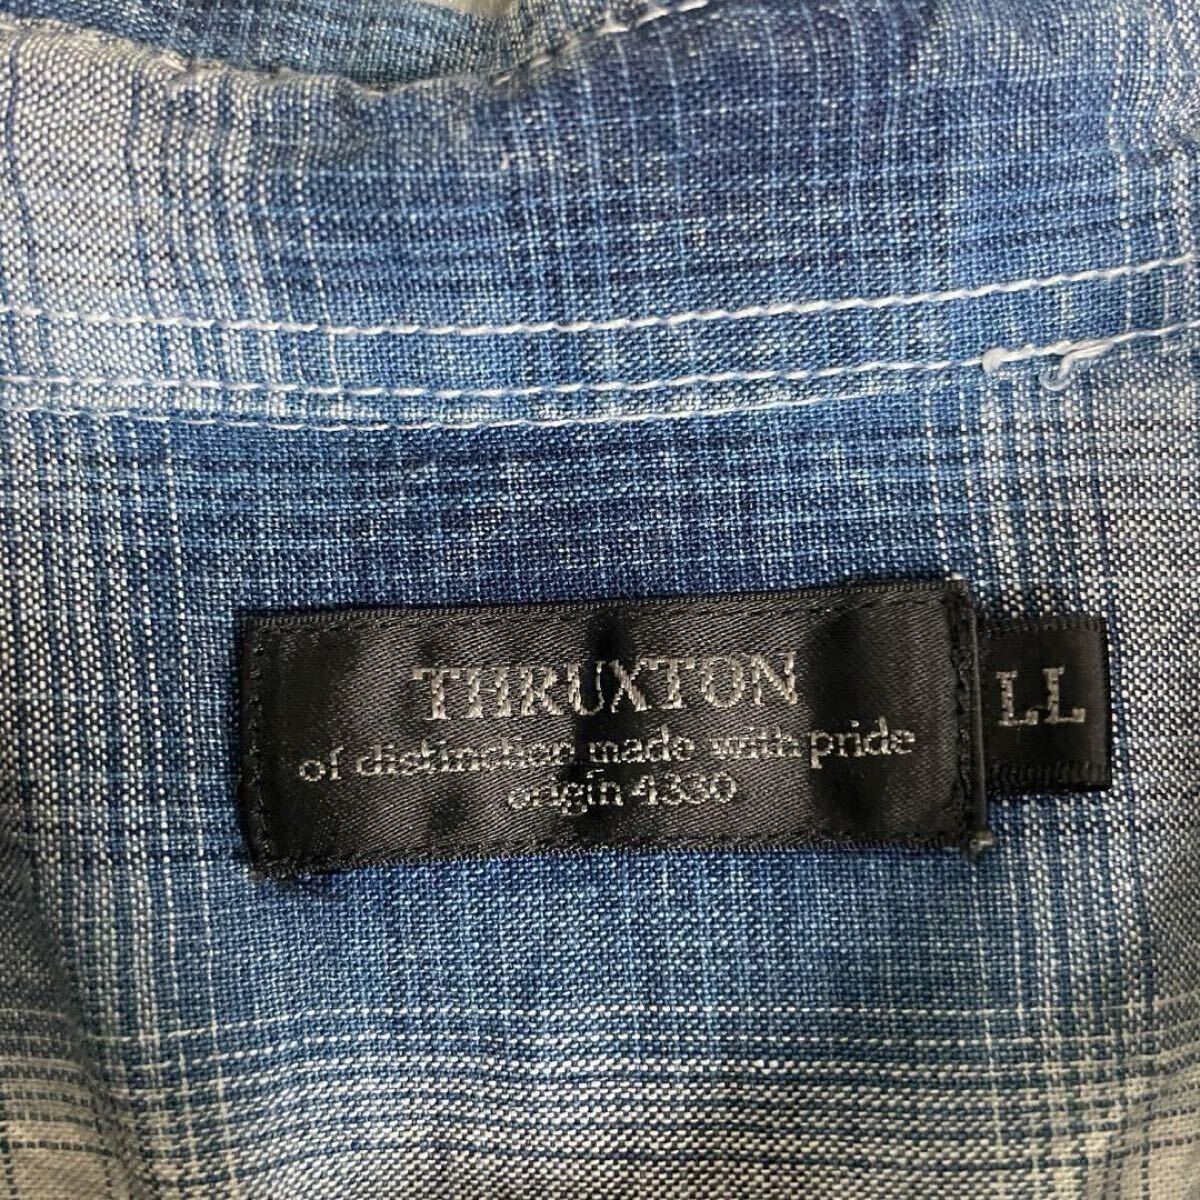 THRUXTON
of distinction made with pride
origin 4330
LL